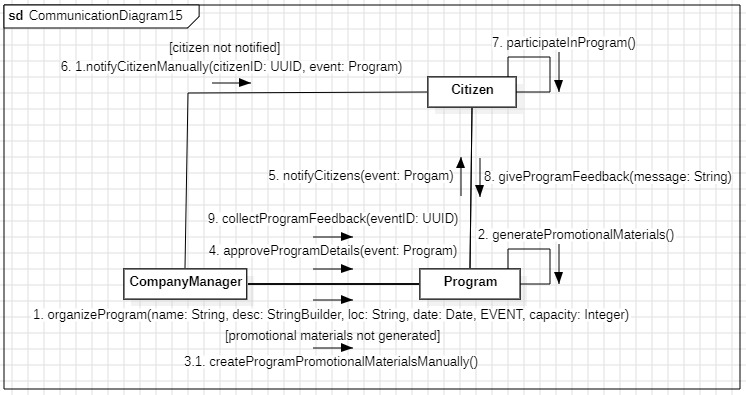 sd CommunicationDiagram15
[citizen not notified]
7. participateInProgram()
6. 1.notifyCitizenManually(citizenID: UUID, event: Program)
Citizen
5. notifyCitizens(event: Progam)
8. giveProgramFeedback(message: String)
9. collectProgramFeedback(eventID: UUID)
2. generatePromotionalMaterials()
4. approveProgramDetails(event: Program)
CompanyManager
Program
1. organizeProgram(name: String, desc: StringBuilder, loc: String, date: Date, EVENT, capacity: Integer)
[promotional materials not generated]
3.1. createProgramPromotionalMaterialsManually()